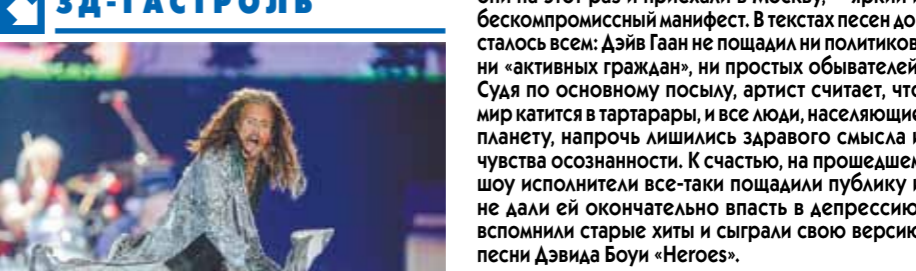 ЗД-ГАСТРОЛЬ
они на этот раз и приехали в Москву, — яркий и
бескомпромиссный манифест. В текстах песен до-
сталось всем: Дэйв Гаан не пощадил ни политиков,
ни «активных граждан», ни простых обывателей.
Судя по основному посылу, артист считает, что
мир катится в тартарары, и все люди, населяющие
планету, напрочь лишились здравого смысла и
чувства осознанности. К счастью, на прошедшем
шоу исполнители все-таки пощадили публику и
не дали ей окончательно впасть в депрессию:
вспомнили старые хиты и сыграли свою версию
песни Дэвида Боуи «Heroes».